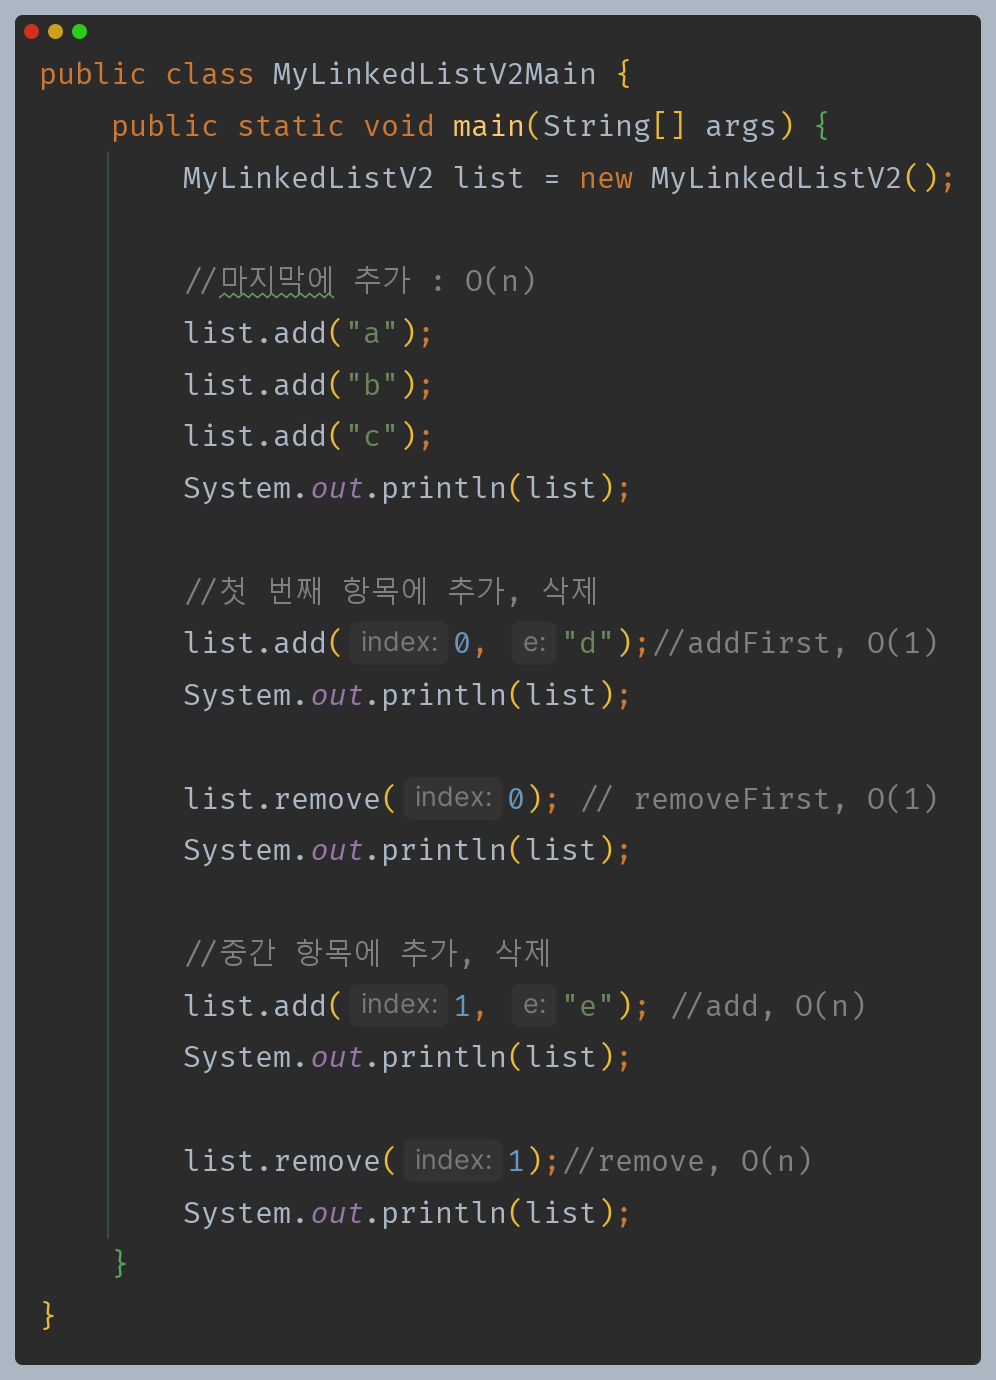 public class MyLinkedListV2Main {
    public static void main(String[] args) {
        MyLinkedListV2 list = new MyLinkedListV2();

        //마지막에 추가 : O(n)
        list.add("a");
        list.add("b");
        list.add("c");
        System.out.println(list);

        //첫 번째 항목에 추가, 삭제
        list.add( index: 0, e: "d");//addFirst, O(1)
        System.out.println(list);

        list.remove( index: 0); // removeFirst, O(1)
        System.out.println(list);

        //중간 항목에 추가, 삭제
        list.add( index: 1, e: "e"); //add, O(n)
        System.out.println(list);

        list.remove( index: 1);//remove, O(n)
        System.out.println(list);
    }
}